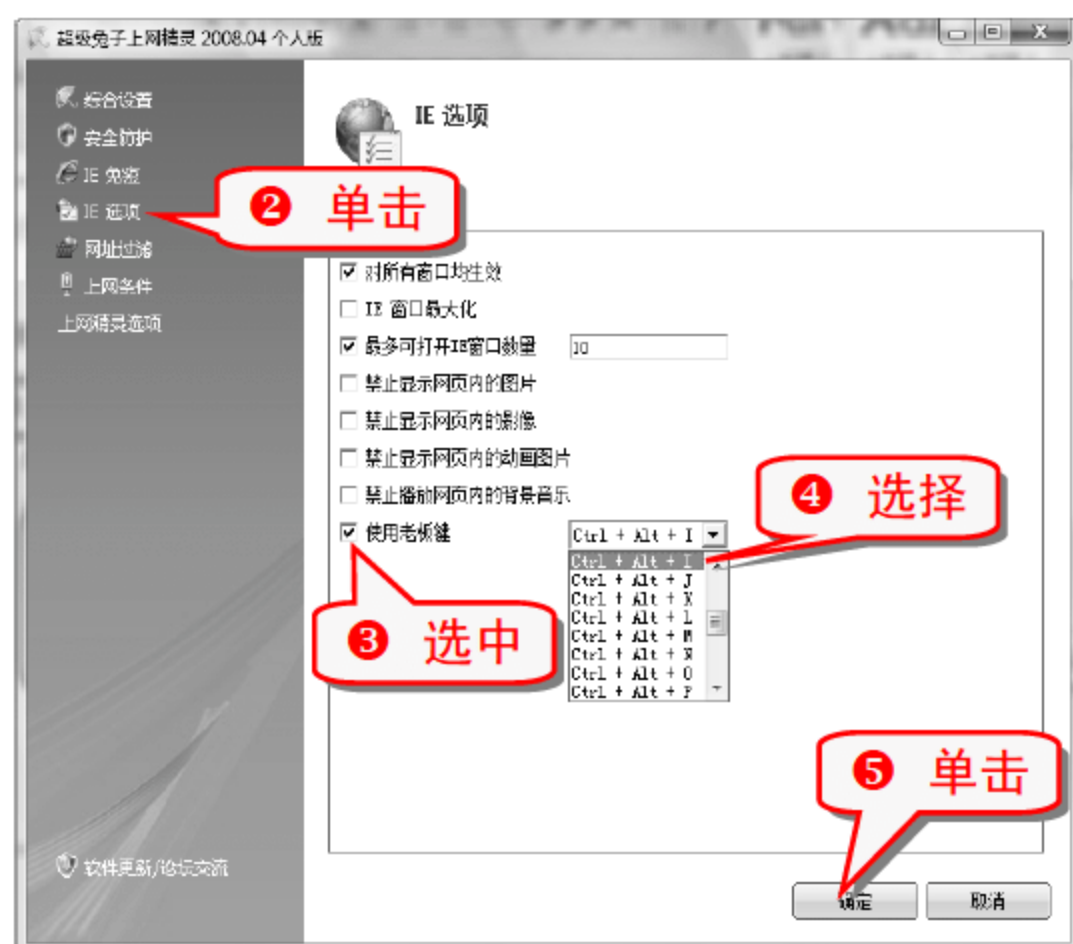 超级兔子上网精灵 2008.04 个人版
综合设置
安全防护
IE 免疫
IE 选项
网址过滤
上网条件
上网精灵选项
软件更新/论坛交流
IE 选项
❷ 单击
对所有窗口均生效
IE 窗口最大化
最多可打开IE窗口数量 10
禁止显示网页内的图片
禁止显示网页内的影像
禁止显示网页内的动画图片
禁止播放网页内的背景音乐
❹ 选择
使用老板键 Ctrl + Alt + I
Ctrl + Alt + I
Ctrl + Alt + J
Ctrl + Alt + K
Ctrl + Alt + L
Ctrl + Alt + M
Ctrl + Alt + N
Ctrl + Alt + O
Ctrl + Alt + P
❸ 选中
❺ 单击
确定 取消